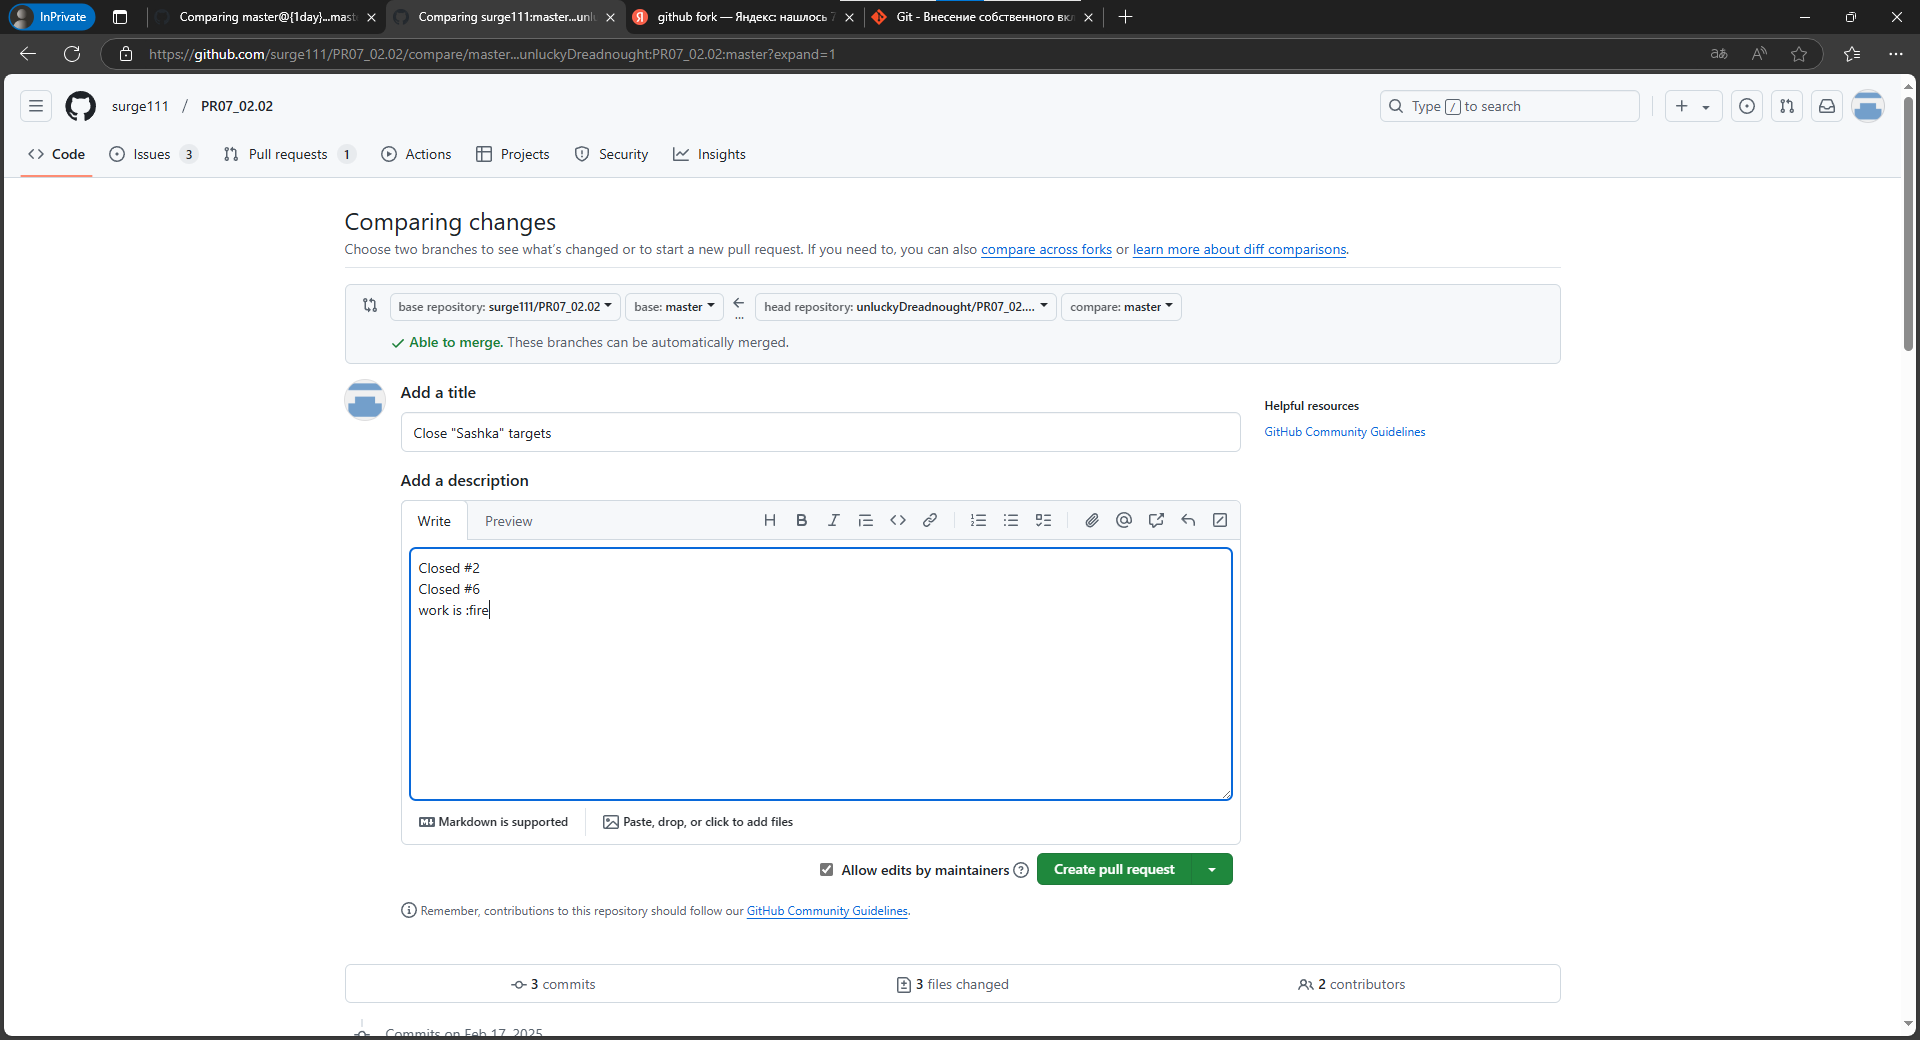 InPrivate
Comparing master@{1day}...mast
Comparing surge111:master...unl
github fork — Яндекс: нашлось 7
Git - Внесение собственного вкл
https://github.com/surge111/PR07_02.02/compare/master...unluckyDreadnought:PR07_02.02:master?expand=1
surge111 / PR07_02.02
Type / to search
Code
Issues 3
Pull requests 1
Actions
Projects
Security
Insights
Comparing changes
Choose two branches to see what's changed or to start a new pull request. If you need to, you can also compare across forks or learn more about diff comparisons.
base repository: surge111/PR07_02.02
base: master
...
head repository: unluckyDreadnought/PR07_02....
compare: master
Able to merge. These branches can be automatically merged.
Add a title
Close "Sashka" targets
Helpful resources
GitHub Community Guidelines
Add a description
Write
Preview
Closed #2
Closed #6
work is :fire
Markdown is supported
Paste, drop, or click to add files
Allow edits by maintainers
Create pull request
Remember, contributions to this repository should follow our GitHub Community Guidelines.
3 commits
3 files changed
2 contributors
Commits on Feb 17, 2025